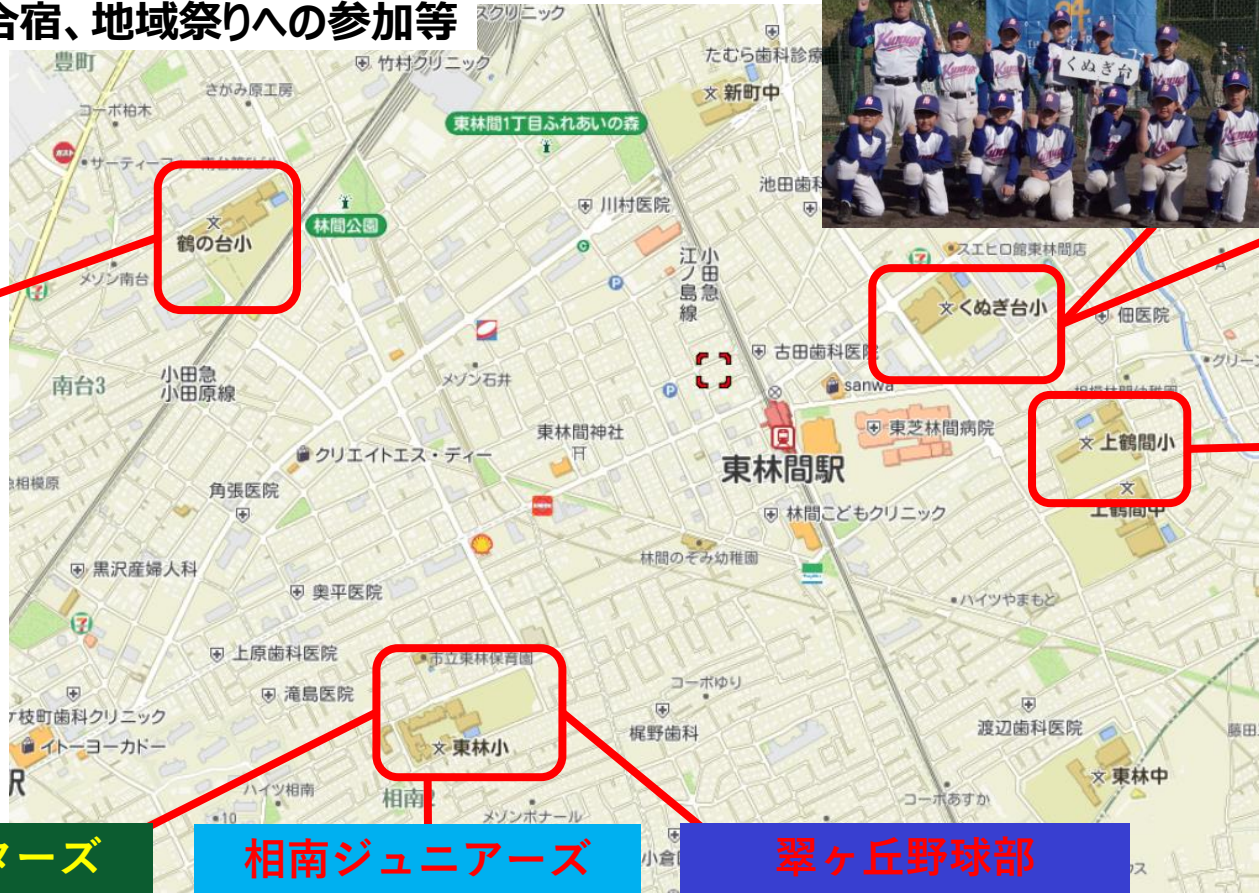 合宿、地域祭りへの参加等
スクリニック
竹村クリニック
豊町
さがみ原工房
コーポ柏木
東林間1丁目ふれあいの森
たむら歯科診療
新町中
くぬぎ台
池田歯科
川村医院
林間公園
鶴の台小
メゾン南台
小田急
江ノ島線
スエヒロ館東林間店
くぬぎ台小
佃医院
古田歯科医院
sanwa
南台3
小田急
小田原線
メゾン石井
東林間神社
東芝林間病院
上鶴間小
上鶴間中
クリエイトエス・ディー
東林間駅
相模原
角張医院
林間こどもクリニック
林間のぞみ幼稚園
黒沢産婦人科
奥平医院
ハイツやまもと
上原歯科医院
市立東林保育園
滝島医院
コーポゆり
枝町歯科クリニック
イトーヨーカドー
東林小
梶野歯科
渡辺歯科医院
藤田
東林中
ハイツ相南
相南2
メゾンボナール
コーポあすか
ターズ
相南ジュニアーズ
翠ヶ丘野球部